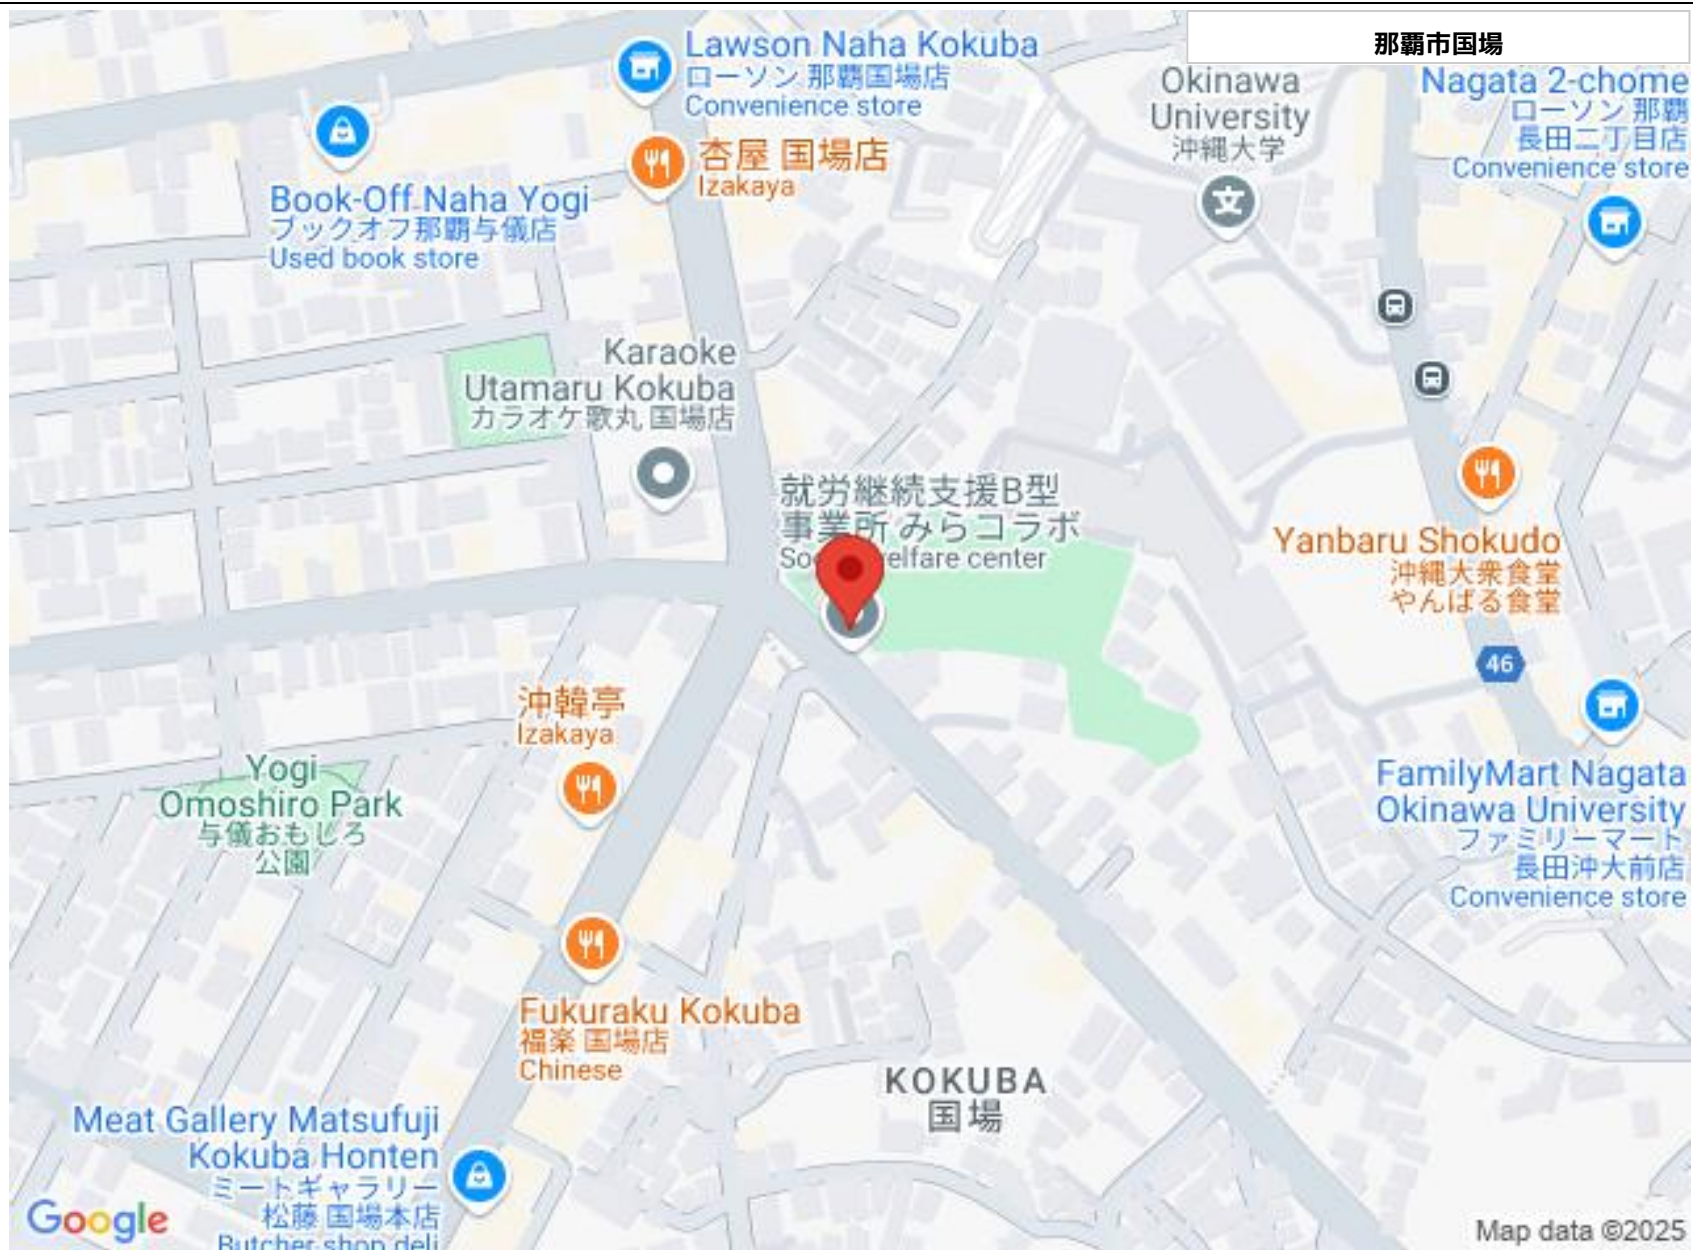 那覇市国場
Lawson Naha Kokuba
ローソン 那覇国場店
Convenience store
Okinawa
University
沖縄大学
Nagata 2-chome
ローソン 那覇
長田二丁目店
Convenience store
杏屋 国場店
Izakaya
Book-Off Naha Yogi
ブックオフ那覇与儀店
Used book store
Karaoke
Utamaru Kokuba
カラオケ歌丸 国場店
就労継続支援B型
事業所 みらコラボ
welfare center
Yanbaru Shokudo
沖縄大衆食堂
やんばる食堂
46
沖韓亭
Izakaya
Yogi
Omoshiro Park
与儀おもしろ
公園
FamilyMart Nagata
Okinawa University
ファミリーマート
長田沖大前店
Convenience store
Fukuraku Kokuba
福楽 国場店
Chinese
KOKUBA
国場
Meat Gallery Matsufuji
Kokuba Honten
ミートギャラリー
松藤 国場本店
Butcher shop deli
Google
Map data ©2025